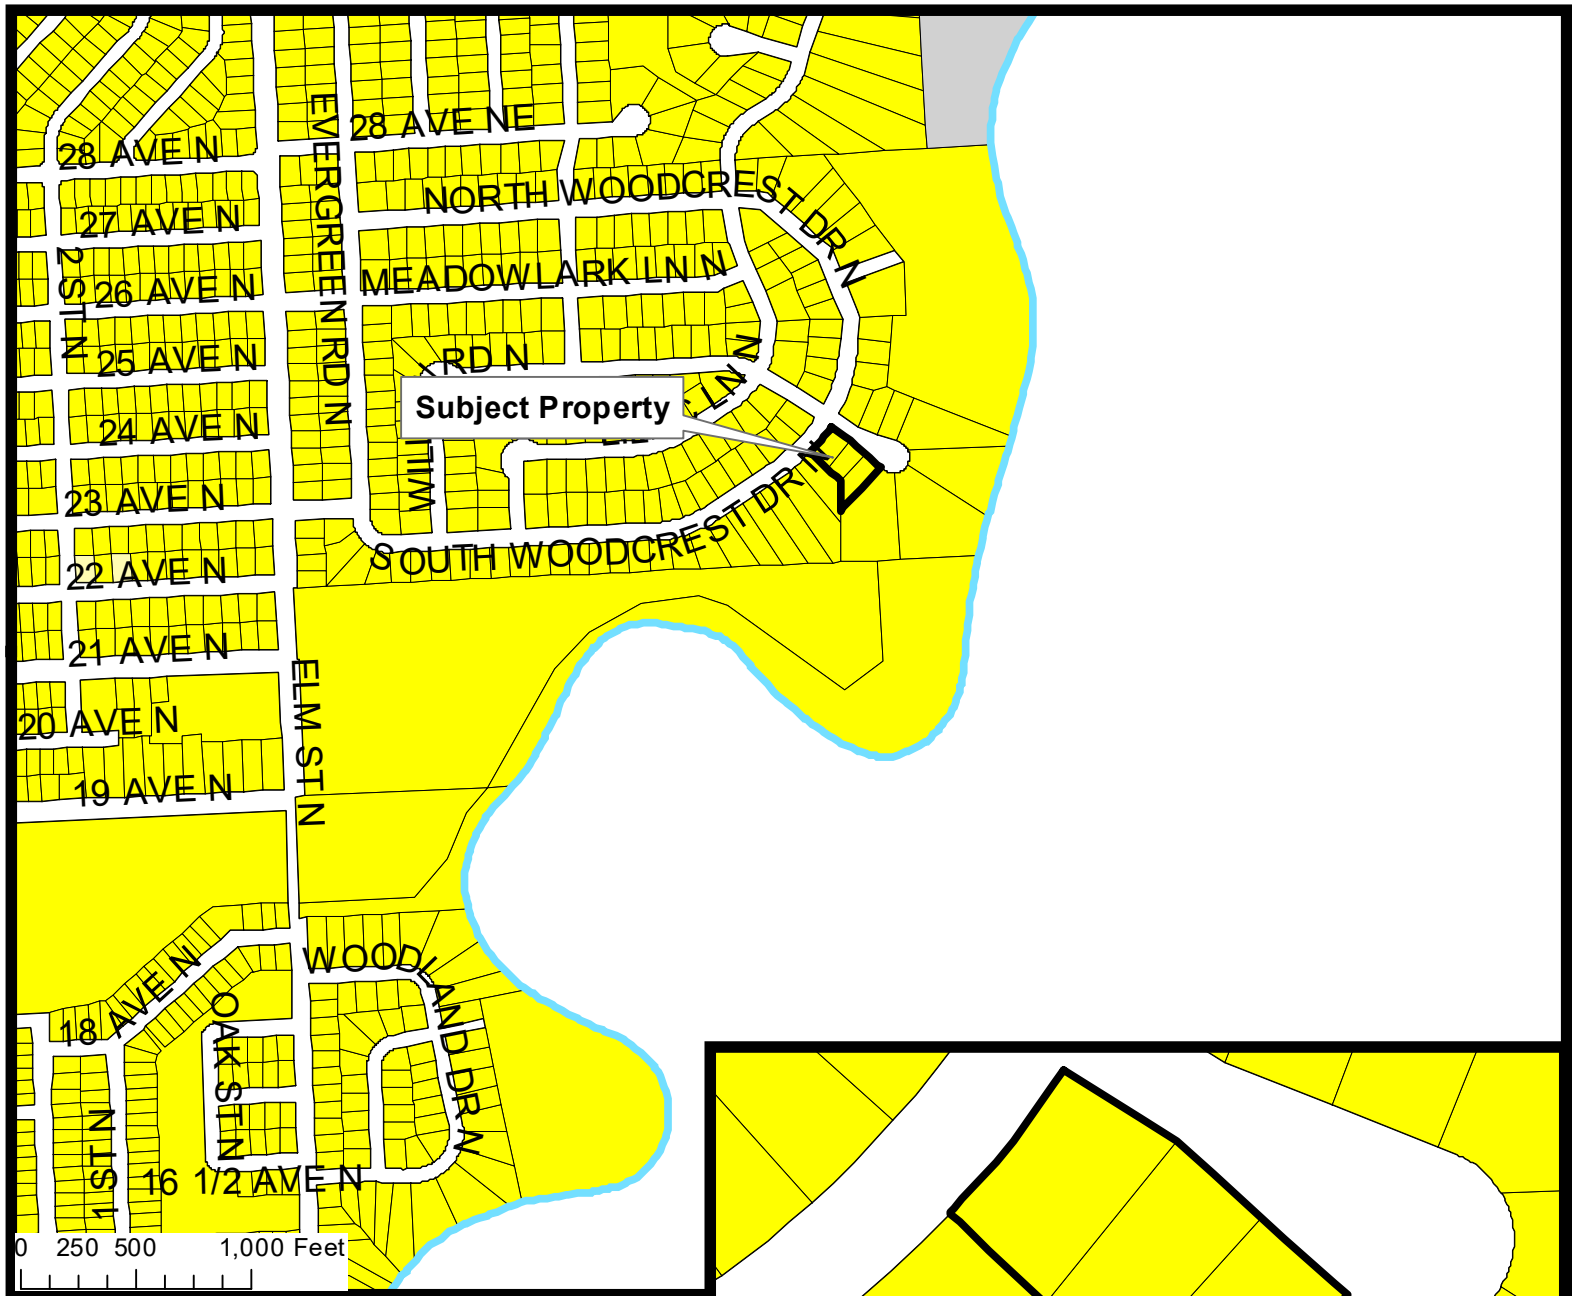 28 AVE NE
28 AVE N
EVERGREEN RD N
NORTH WOODCREST DR N
27 AVE N
2 ST N
26 AVE N
MEADOWLARK LN N
25 AVE N
RD N
LN N
Subject Property
24 AVE N
23 AVE N
SOUTH WOODCREST DR N
22 AVE N
21 AVE N
ELM ST N
20 AVE N
19 AVE N
WOODLAND DR N
18 AVE N
OAK ST N
1 ST N
16 1/2 AVE N
0 250 500 1,000 Feet